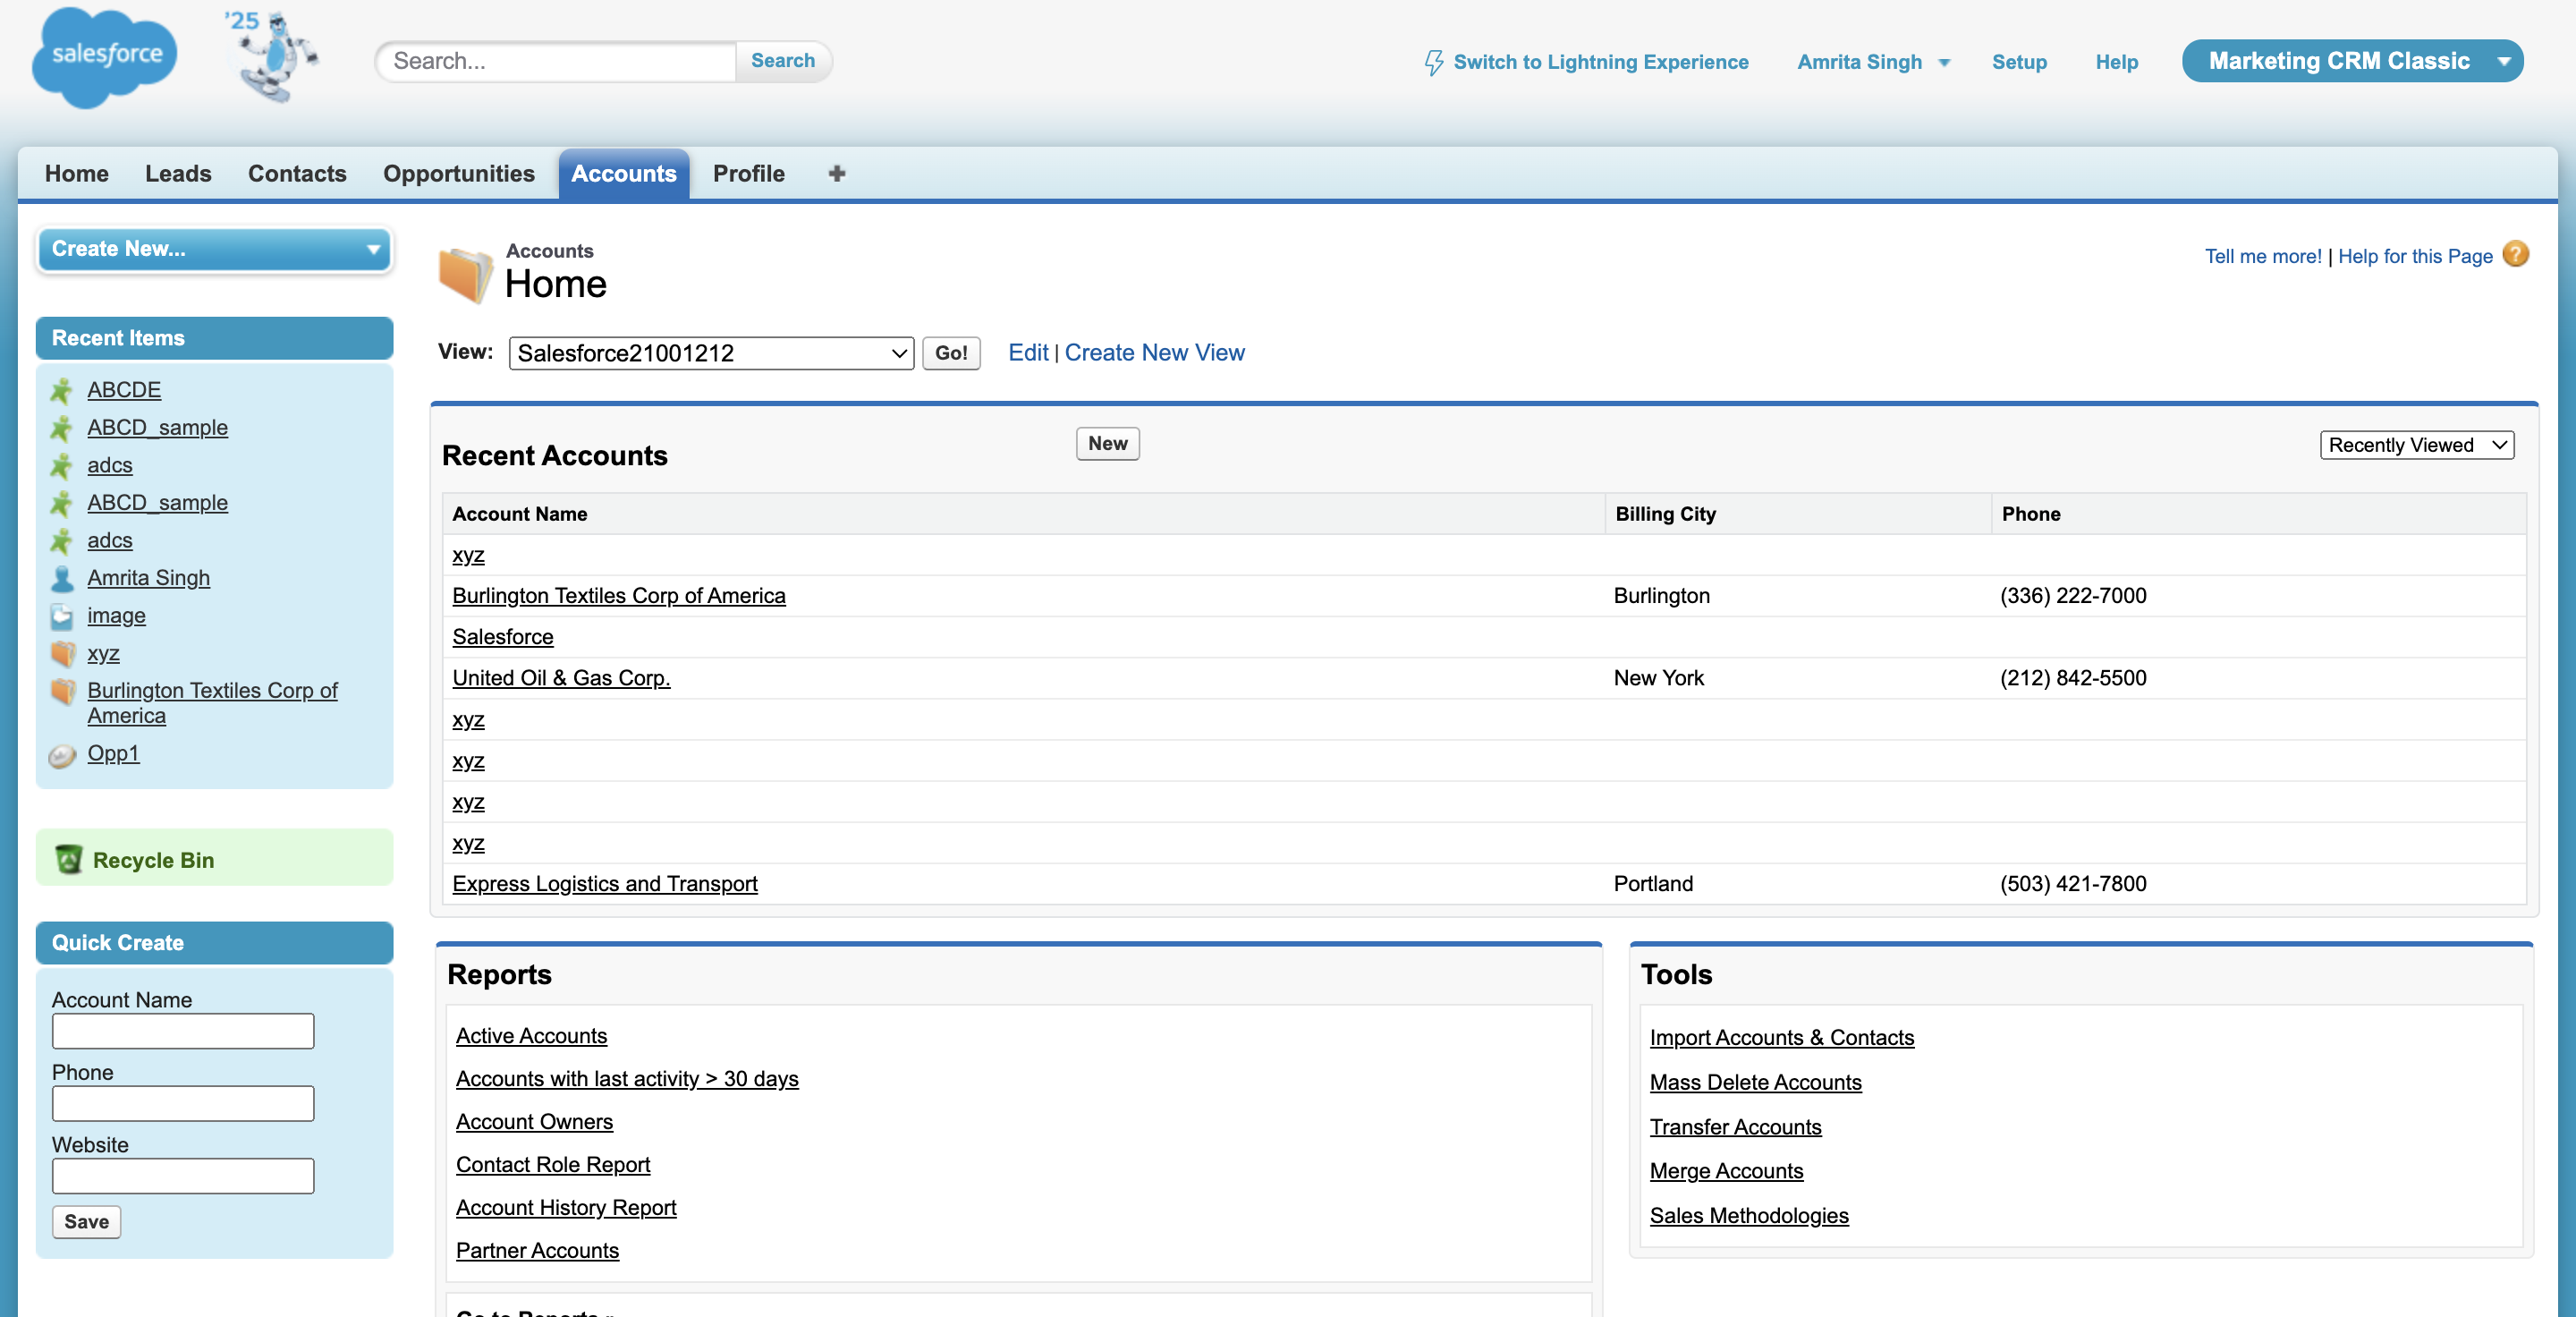 salesforce
'25
Search...
Search
Switch to Lightning Experience
Amrita Singh
Setup
Help
Marketing CRM Classic
Home
Leads
Contacts
Opportunities
Accounts
Profile
Create New...
Recent Items
ABCDE
ABCD_sample
adcs
ABCD_sample
adcs
Amrita Singh
image
xyz
Burlington Textiles Corp of
America
Opp1
Recycle Bin
Quick Create
Account Name
Phone
Website
Save
Accounts
Home
Tell me more! | Help for this Page
View:
Salesforce21001212
Go!
Edit | Create New View
Recent Accounts
New
Recently Viewed
Account Name Billing City Phone
xyz
Burlington Textiles Corp of America Burlington (336) 222-7000
Salesforce
United Oil & Gas Corp. New York (212) 842-5500
xyz
xyz
xyz
xyz
Express Logistics and Transport Portland (503) 421-7800
Reports
Active Accounts
Accounts with last activity > 30 days
Account Owners
Contact Role Report
Account History Report
Partner Accounts
Go to Reports »
Tools
Import Accounts & Contacts
Mass Delete Accounts
Transfer Accounts
Merge Accounts
Sales Methodologies